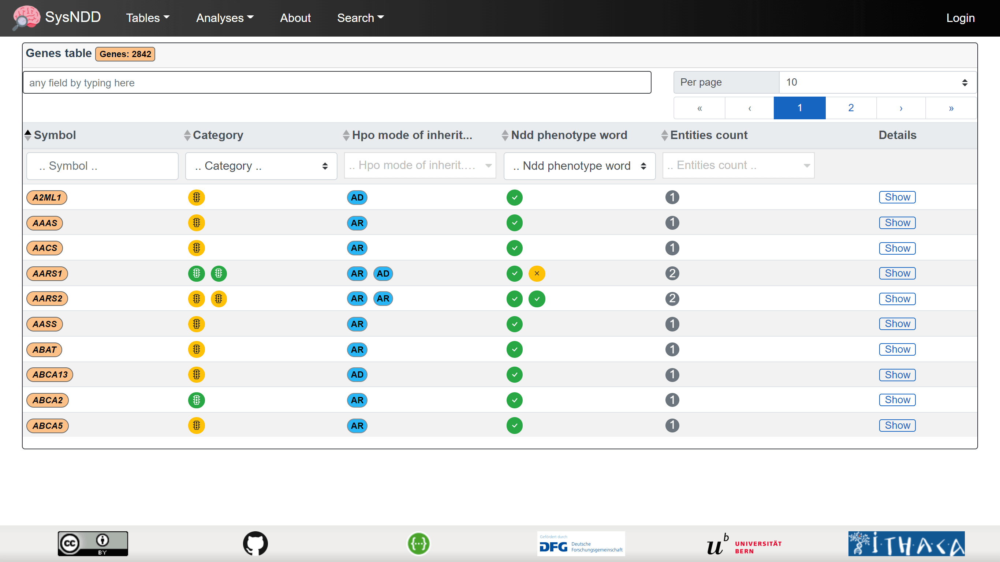 SysNDD Tables Analyses About Search Login
Genes table Genes: 2842
any field by typing here
Per page 10
« ‹ 1 2 › »
Symbol Category Hpo mode of inherit... Ndd phenotype word Entities count Details
.. Symbol .. .. Category .. .. Hpo mode of inherit.... .. Ndd phenotype word .. Entities count ..
A2ML1 AD 1 Show
AAAS AR 1 Show
AACS AR 1 Show
AARS1 AR AD 2 Show
AARS2 AR AR 2 Show
AASS AR 1 Show
ABAT AR 1 Show
ABCA13 AD 1 Show
ABCA2 AR 1 Show
ABCA5 AR 1 Show
cc BY
{...}
Gefördert durch
DFG Deutsche
Forschungsgemeinschaft
u b UNIVERSITÄT
BERN
ITHACA